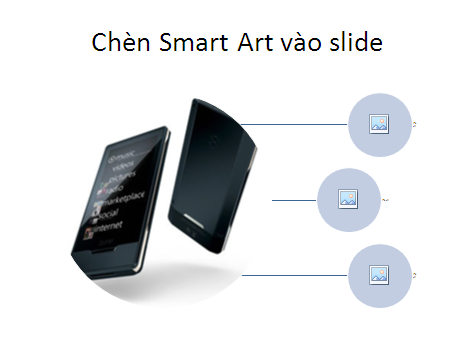 Chèn Smart Art vào slide
music
videos
pictures
radio
marketplace
social
internet